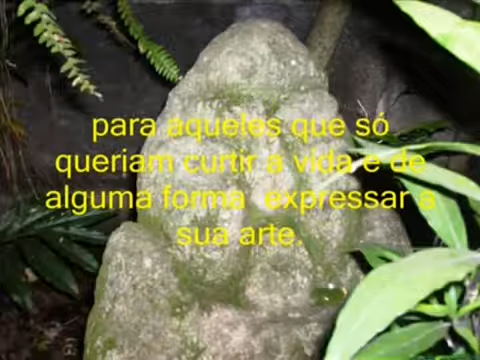 para aqueles que só
queriam curtir a vida e de
alguma forma  expressar a
sua arte.